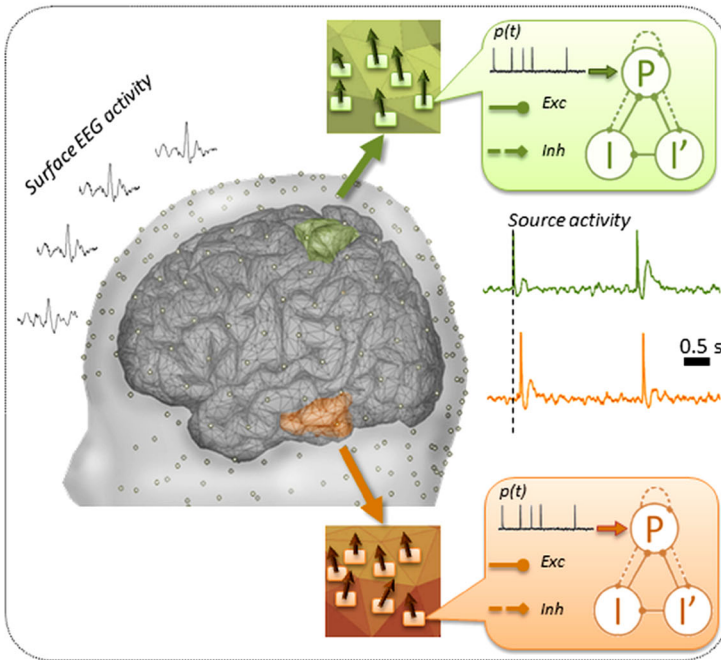 Surface EEG activity
p(t)
P
Exc
Inh
I
I'
Source activity
0.5 s
p(t)
P
Exc
Inh
I
I'